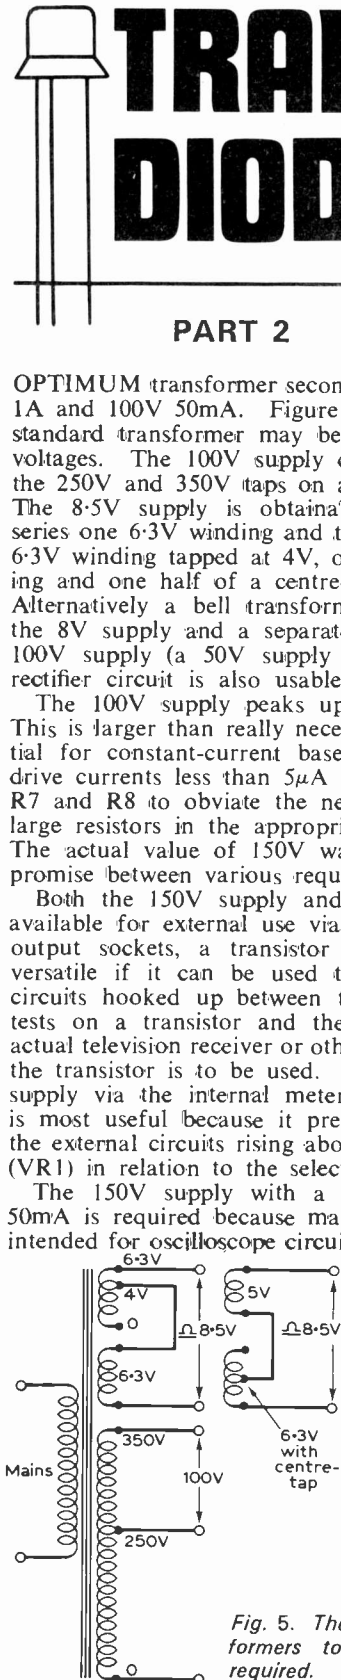 TRA
DIOD
PART 2
OPTIMUM transformer secon
1A and 100V 50mA. Figure
standard transformer may be
voltages. The 100V supply
the 250V and 350V taps on a
The 8·5V supply is obtaina
series one 6·3V winding and t
6·3V winding tapped at 4V, o
ing and one half of a centre
Alternatively a bell transform
the 8V supply and a separat
100V supply (a 50V supply
rectifier circuit is also usable
The 100V supply peaks up
This is larger than really nece
tial for constant-current base
drive currents less than 5μA
R7 and R8 to obviate the ne
large resistors in the appropri
The actual value of 150V wa
promise between various requ
Both the 150V supply and
available for external use via
output sockets, a transistor
versatile if it can be used t
circuits hooked up between t
tests on a transistor and the
actual television receiver or oth
the transistor is to be used.
supply via the internal meter
is most useful because it pre
the external circuits rising abo
(VR1) in relation to the selec
The 150V supply with a
50mA is required because ma
intended for oscilloscope circui
6·3V
4V
0
6·3V
≏8·5V
5V
≏8·5V
6·3V
with
centre-
tap
Mains
350V
100V
250V
0
Fig. 5. The
formers to
required.